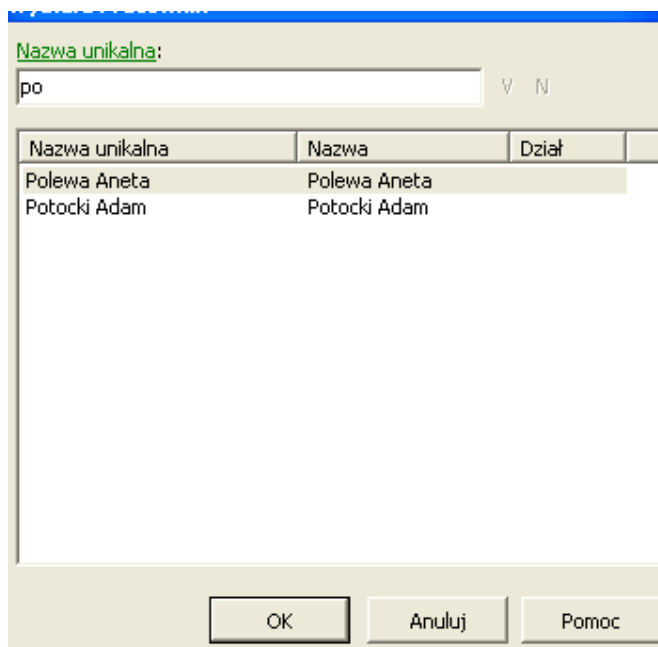 Nazwa unikalna:
po
A N
Nazwa unikalna Nazwa Dział
Polewa Aneta Polewa Aneta
Potocki Adam Potocki Adam
OK Anuluj Pomoc